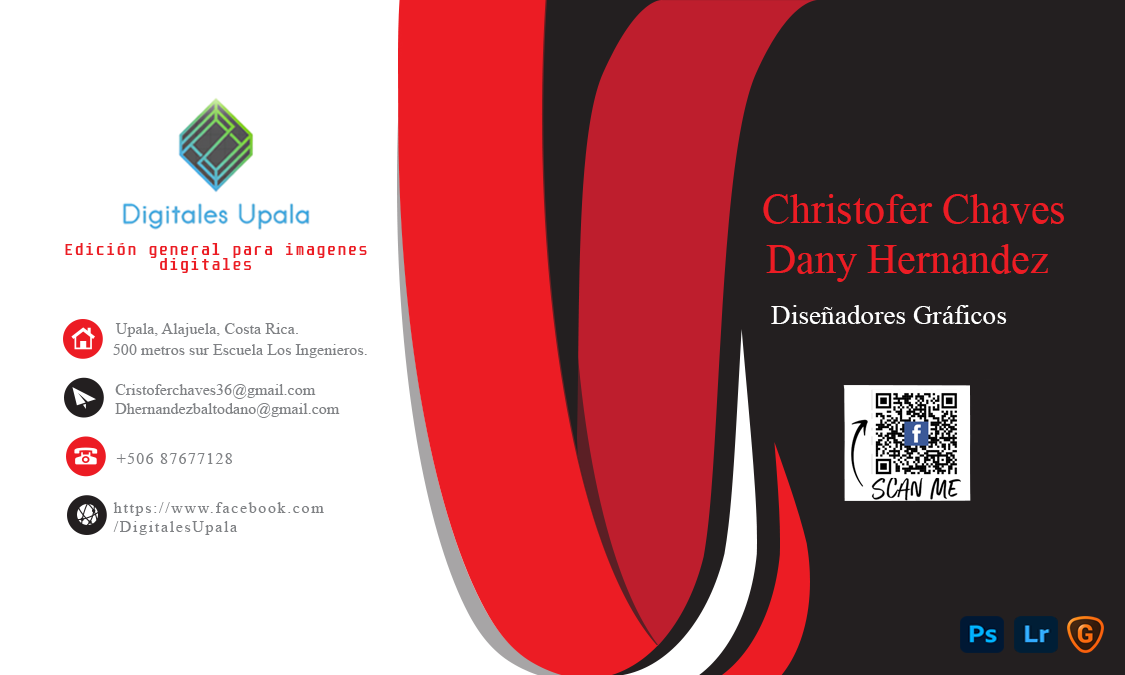 Digitales Upala
Edición general para imagenes
digitales
Upala, Alajuela, Costa Rica.
500 metros sur Escuela Los Ingenieros.
Cristoferchaves36@gmail.com
Dhernandezbaltodano@gmail.com
+506 87677128
https://www.facebook.com
/DigitalesUpala
Christofer Chaves
Dany Hernandez
Diseñadores Gráficos
f
SCAN ME
Ps Lr G